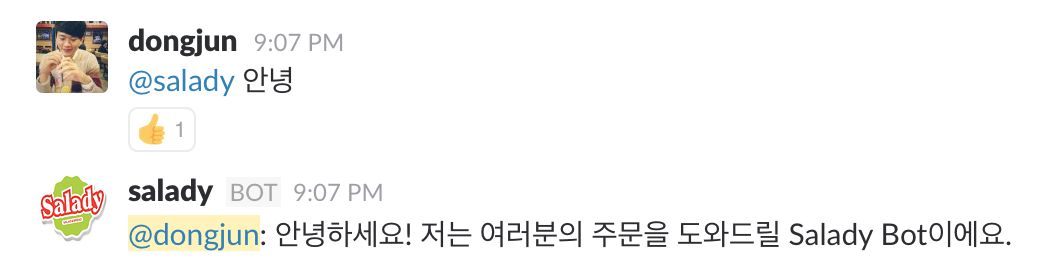 dongjun 9:07 PM
@salady 안녕
👍 1
Salady
salady BOT 9:07 PM
@dongjun: 안녕하세요! 저는 여러분의 주문을 도와드릴 Salady Bot이에요.